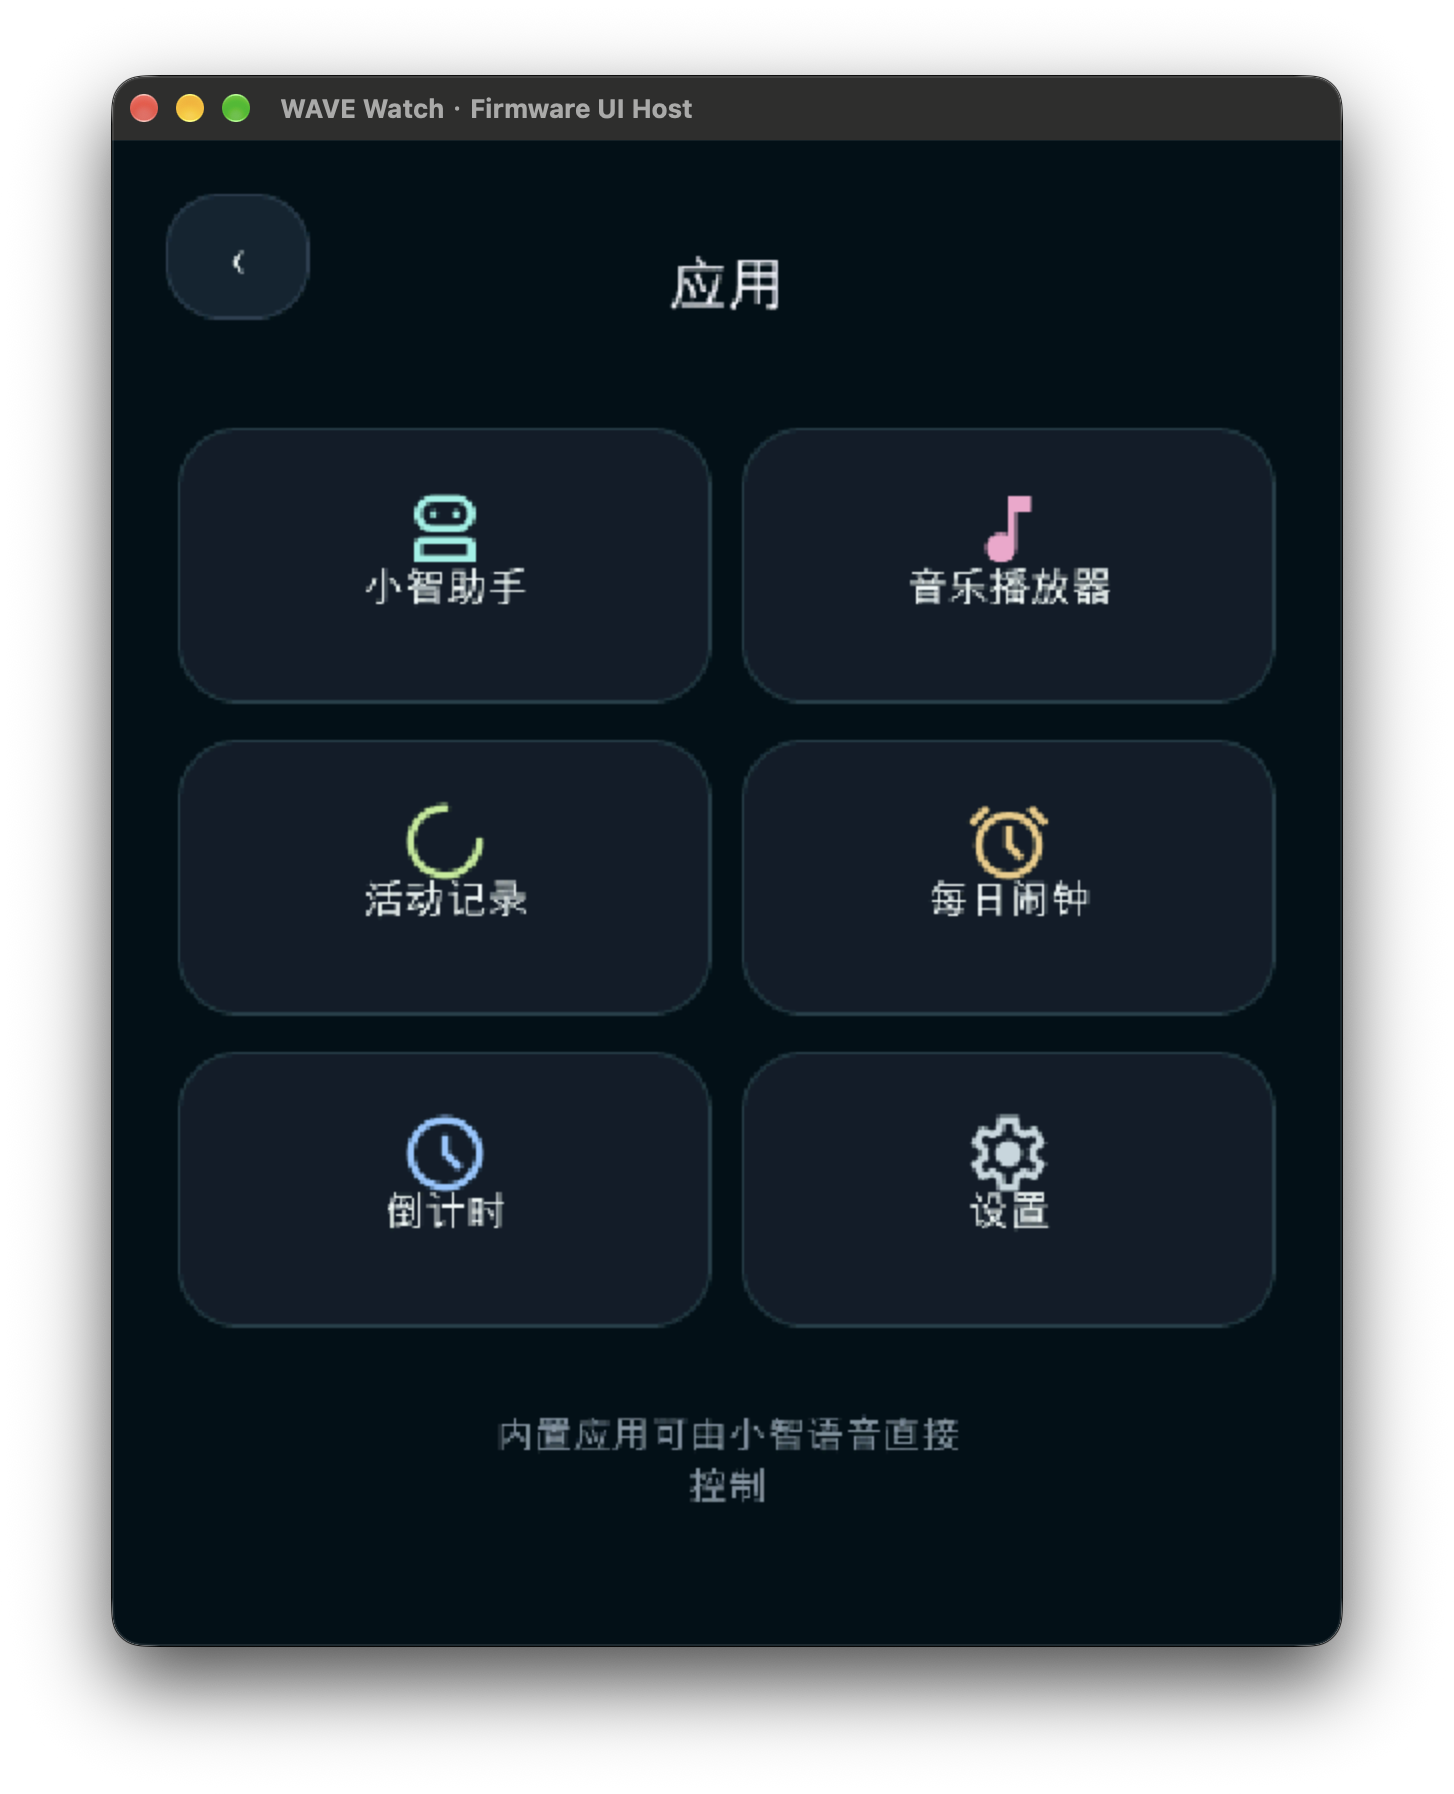 WAVE Watch · Firmware UI Host
‹
应用
小智助手
音乐播放器
活动记录
每日闹钟
倒计时
设置
内置应用可由小智语音直接
控制